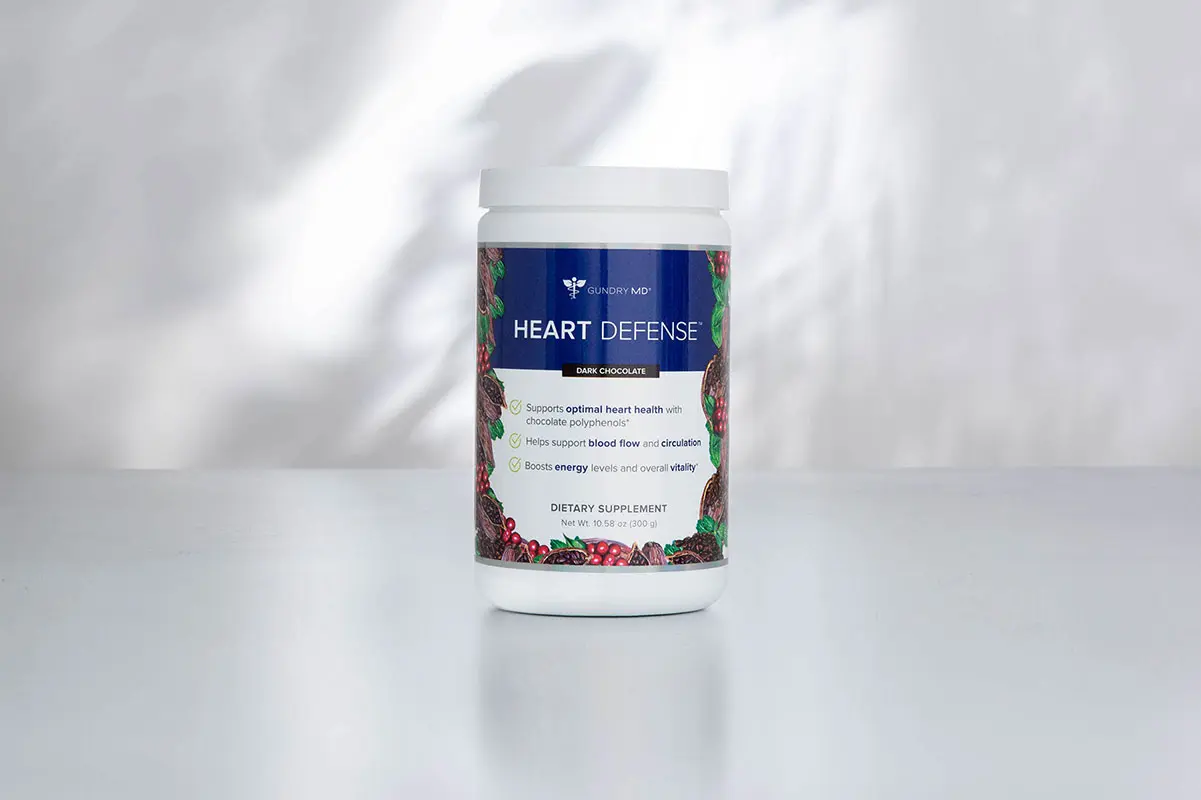 GUNDRY MD®
HEART DEFENSE™
DARK CHOCOLATE
Supports optimal heart health with
chocolate polyphenols*
Helps support blood flow and circulation
Boosts energy levels and overall vitality*
DIETARY SUPPLEMENT
Net Wt. 10.58 oz (300 g)